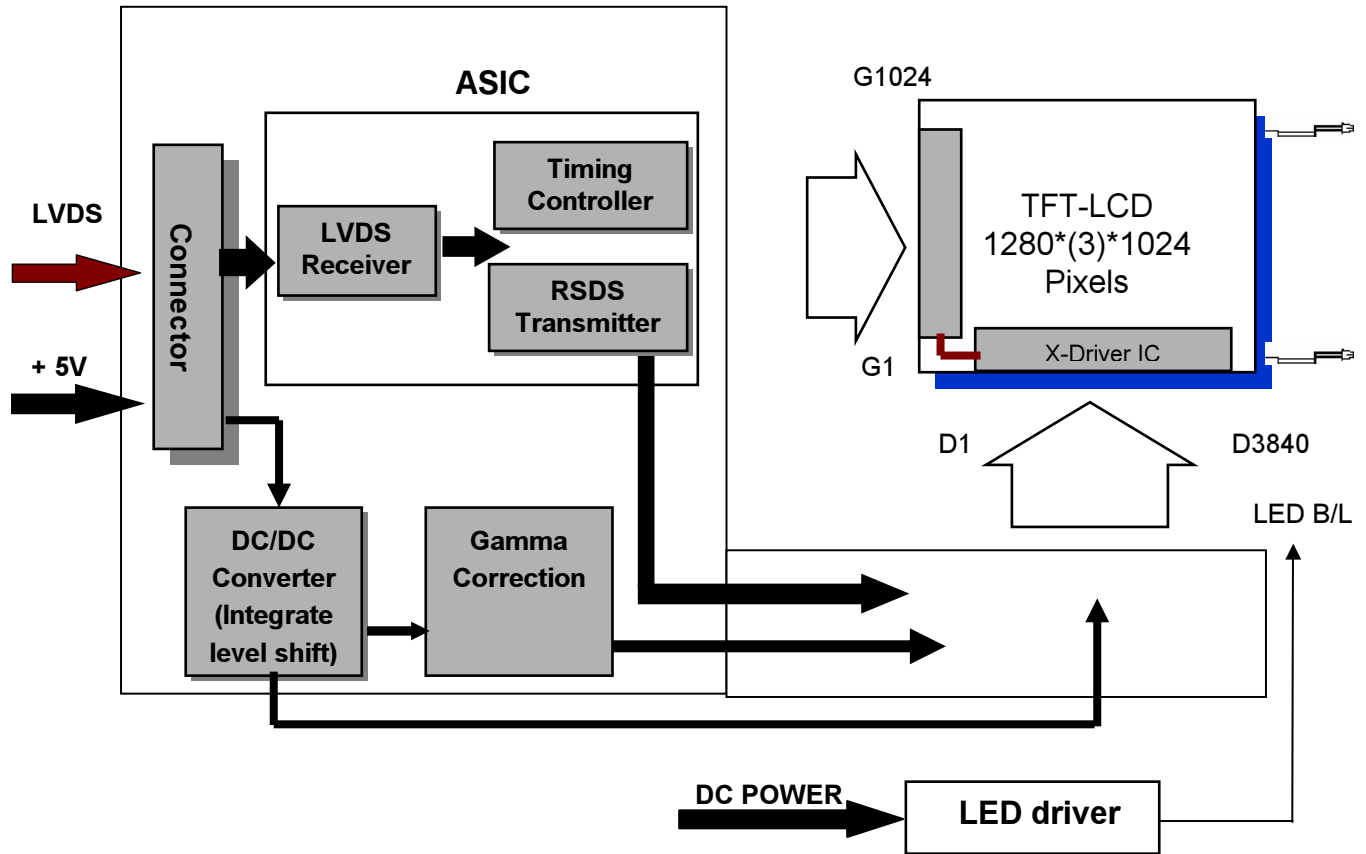 ASIC
G1024
Timing
Controller
LVDS
Connector
LVDS
Receiver
TFT-LCD
1280*(3)*1024
Pixels
RSDS
Transmitter
X-Driver IC
+ 5V
G1
D1
D3840
LED B/L
DC/DC
Converter
(Integrate
level shift)
Gamma
Correction
DC POWER
LED driver